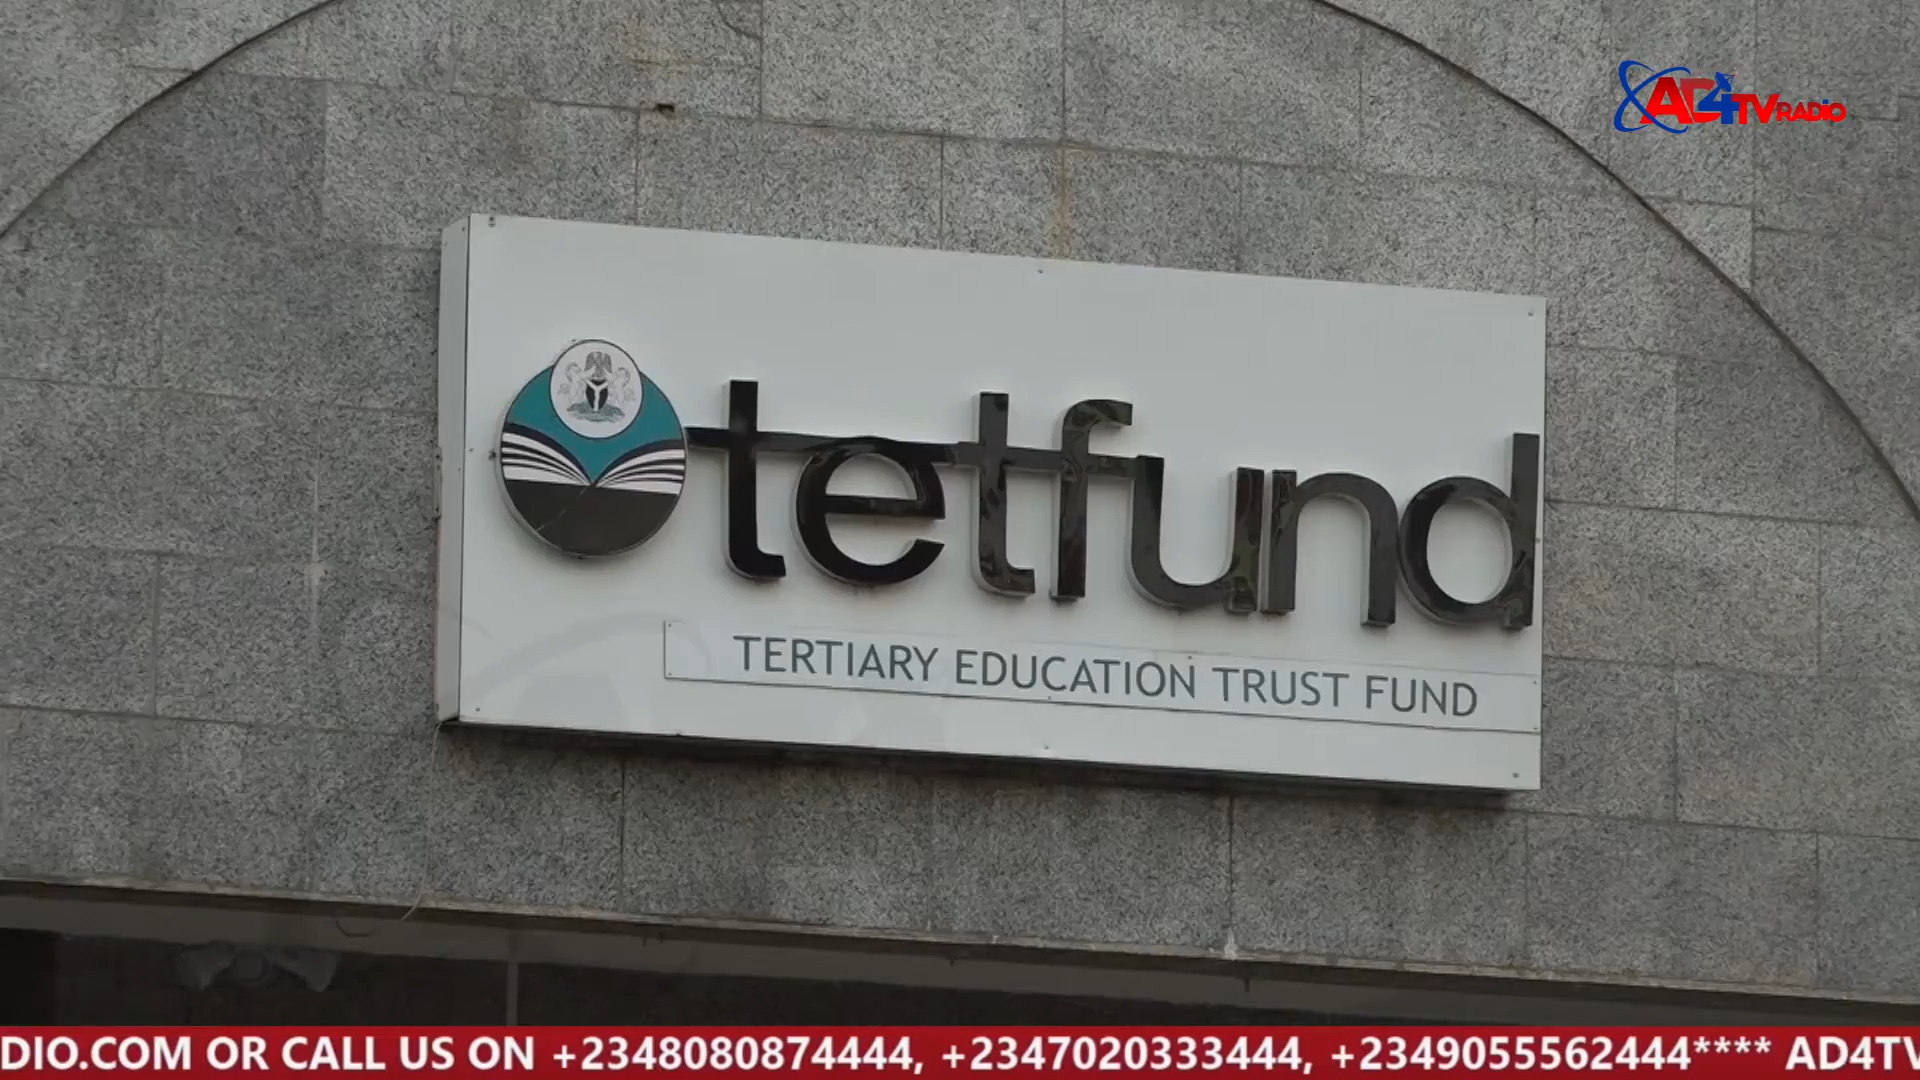 AD4TV RADIO
tetfund
TERTIARY EDUCATION TRUST FUND
DIO.COM OR CALL US ON +2348080874444, +2347020333444, +2349055562444**** AD4TV